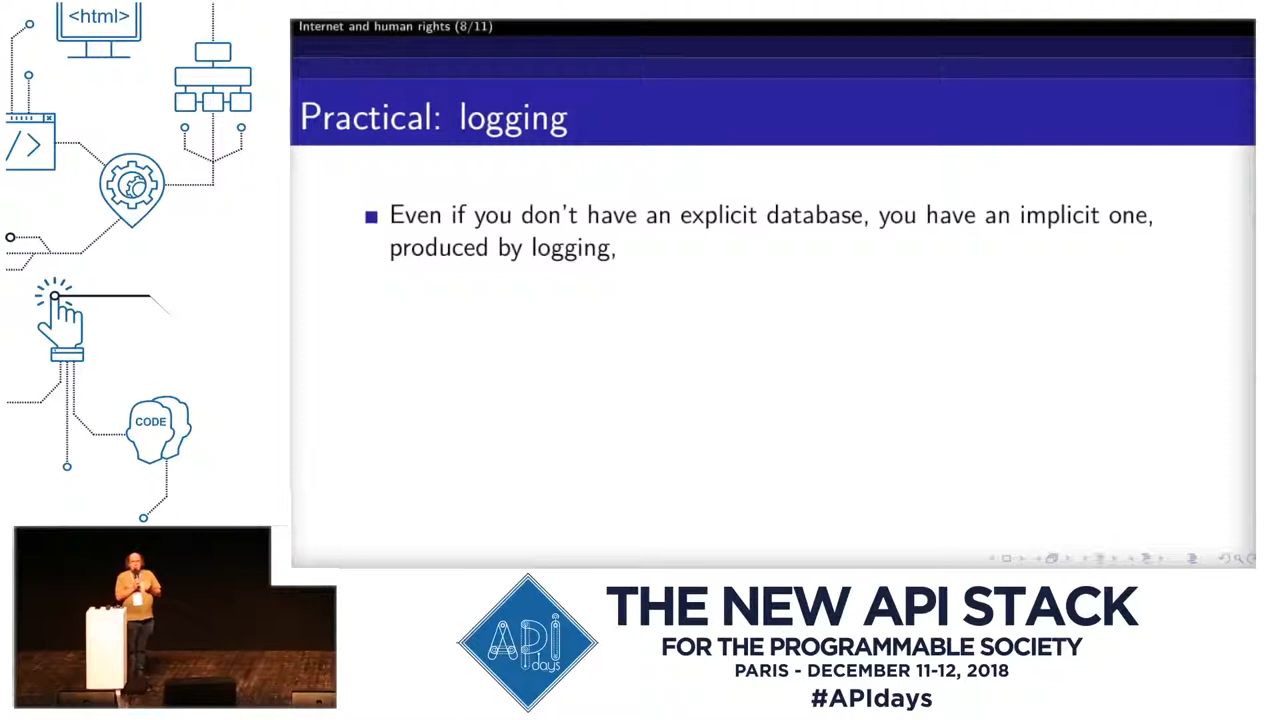 <html>
Internet and human rights (8/11)
Practical: logging
Even if you don't have an explicit database, you have an implicit one,
produced by logging,
</>
CODE
API
days
THE NEW API STACK
FOR THE PROGRAMMABLE SOCIETY
PARIS - DECEMBER 11-12, 2018
#APIdays